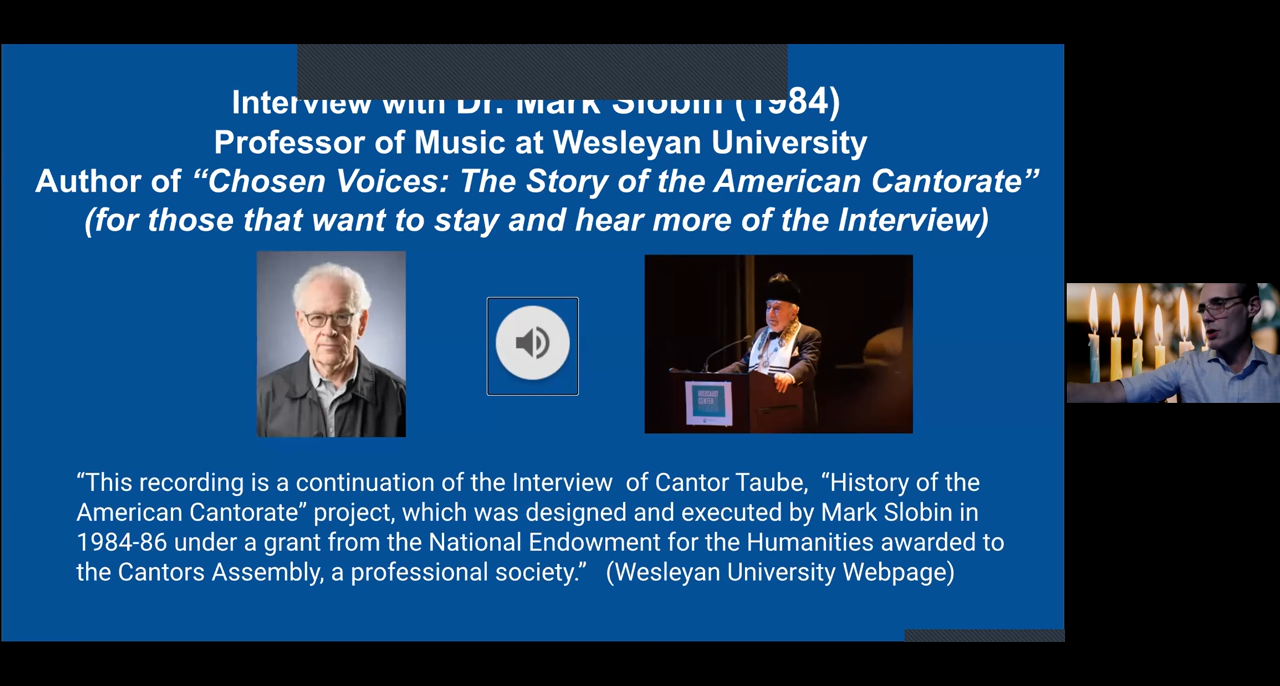 Interview with Dr. Mark Slobin (1984)
Professor of Music at Wesleyan University
Author of “Chosen Voices: The Story of the American Cantorate”
(for those that want to stay and hear more of the Interview)
HOLOCAUST
CENTER
“This recording is a continuation of the Interview of Cantor Taube, “History of the
American Cantorate” project, which was designed and executed by Mark Slobin in
1984-86 under a grant from the National Endowment for the Humanities awarded to
the Cantors Assembly, a professional society.” (Wesleyan University Webpage)